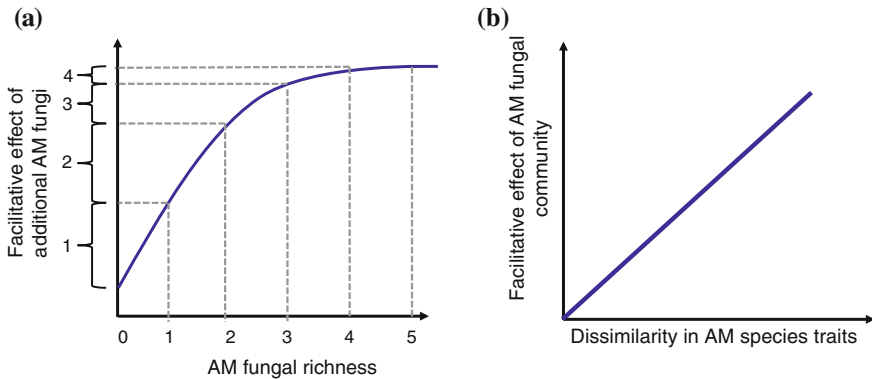 (a)
Facilitative effect of
additional AM fungi
4
3
2
1
0 1 2 3 4 5
AM fungal richness
(b)
Facilitative effect of AM fungal
community
Dissimilarity in AM species traits